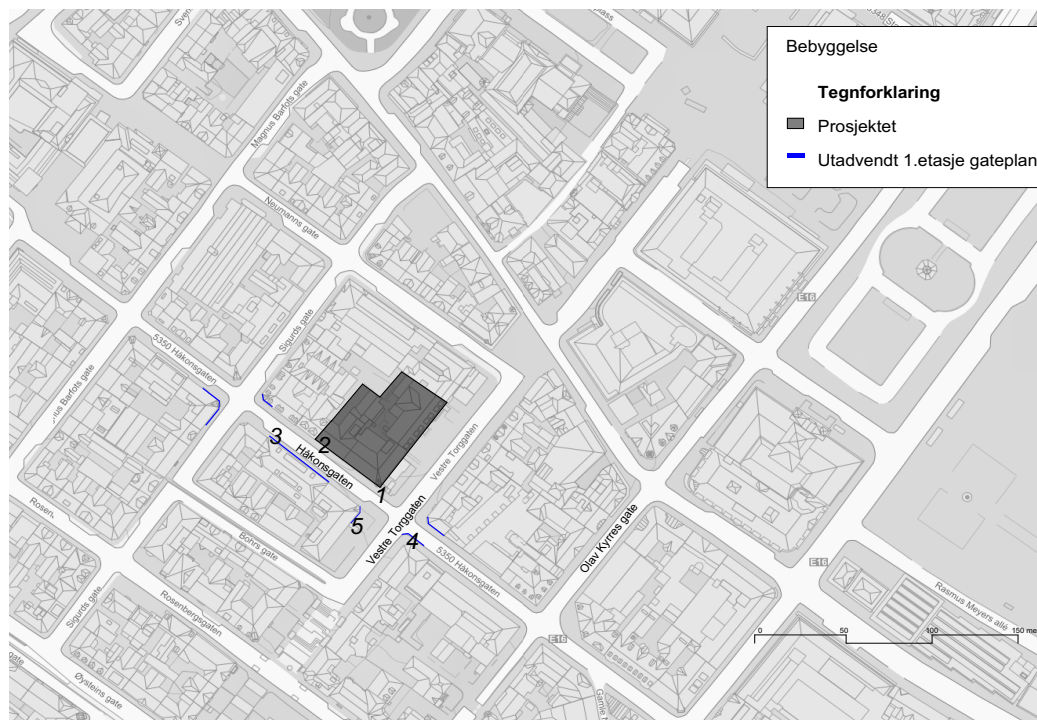 Bebyggelse
Tegnforklaring
Prosjektet
Utadvendt 1.etasje gateplan
Magnus Barfots gate
Neumanns gate
Sigurds gate
5350 Håkonsgaten
Vestre Torggaten
3
2
Håkonsgaten
1
5
4
Vestre Torggaten
5350 Håkonsgaten
Olav Kyrres gate
E16
E16
E16
Bøhrs gate
Rosenbergsgaten
Sigurds gate
Øysteins gate
Rasmus Meyers allé
0
50
100
150